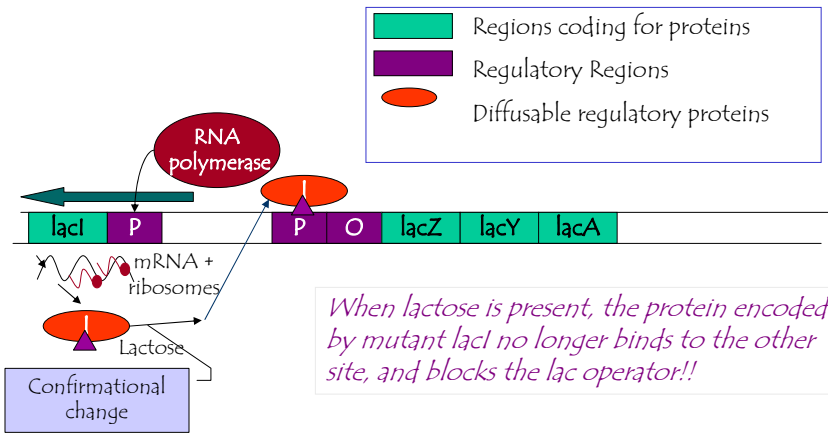 Regions coding for proteins
Regulatory Regions
Diffusable regulatory proteins
RNA
polymerase
I
lacI P P O lacZ lacY lacA
mRNA +
ribosomes
I
Lactose
Confirmational
change
When lactose is present, the protein encoded
by mutant lacI no longer binds to the other
site, and blocks the lac operator!!